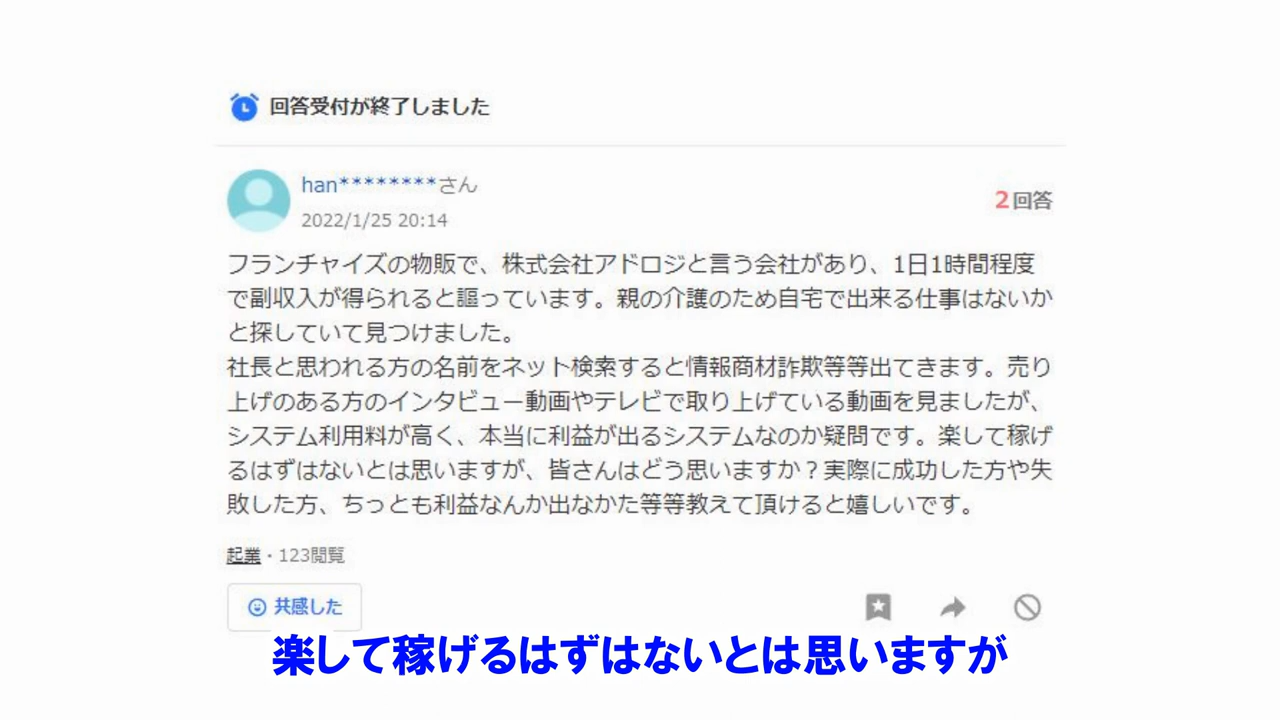 回答受付が終了しました
han********さん
2022/1/25 20:14
2回答
フランチャイズの物販で、株式会社アドロジと言う会社があり、1日1時間程度
で副収入が得られると謳っています。親の介護のため自宅で出来る仕事はないか
と探していて見つけました。
社長と思われる方の名前をネット検索すると情報商材詐欺等等出てきます。売り
上げのある方のインタビュー動画やテレビで取り上げている動画を見ましたが、
システム利用料が高く、本当に利益が出るシステムなのか疑問です。楽して稼げ
るはずはないとは思いますが、皆さんはどう思いますか？実際に成功した方や失
敗した方、ちっとも利益なんか出なかた等等教えて頂けると嬉しいです。
起業・123閲覧
共感した
楽して稼げるはずはないとは思いますが